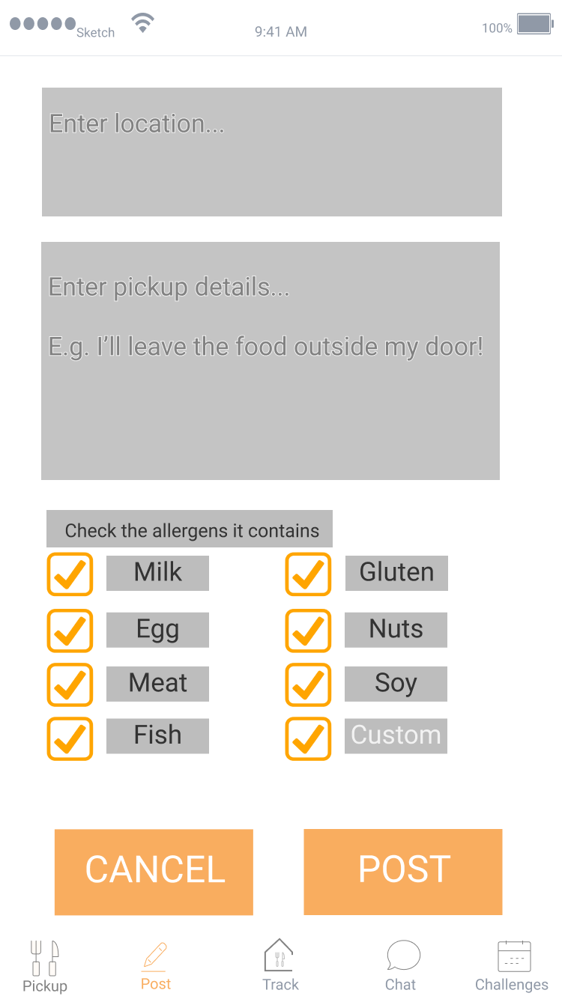 Sketch
9:41 AM
100%
Enter location...
Enter pickup details...
E.g. I’ll leave the food outside my door!
Check the allergens it contains
Milk
Gluten
Egg
Nuts
Meat
Soy
Fish
Custom
CANCEL
POST
Pickup
Post
Track
Chat
Challenges